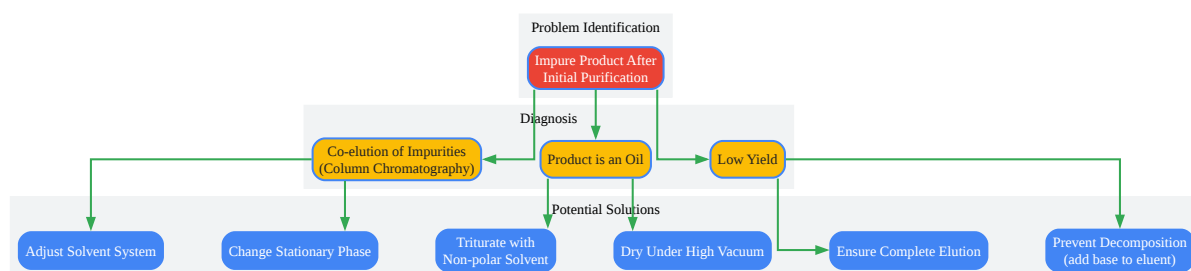 Problem Identification
Impure Product After
Initial Purification
Diagnosis
Co-elution of Impurities
(Column Chromatography)
Product is an Oil
Low Yield
Potential Solutions
Adjust Solvent System
Change Stationary Phase
Triturate with
Non-polar Solvent
Dry Under High Vacuum
Ensure Complete Elution
Prevent Decomposition
(add base to eluent)